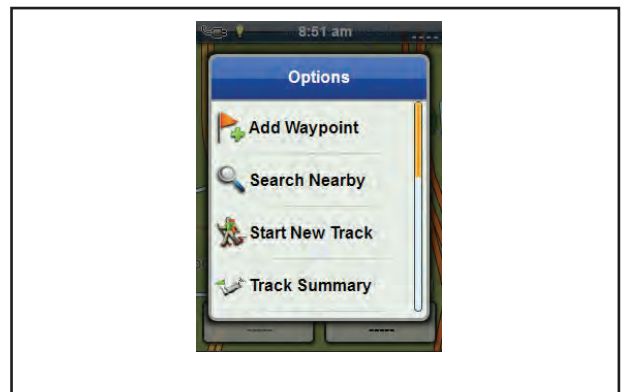 8:51 am
----
Options
Add Waypoint
Search Nearby
Start New Track
Track Summary
----- -----